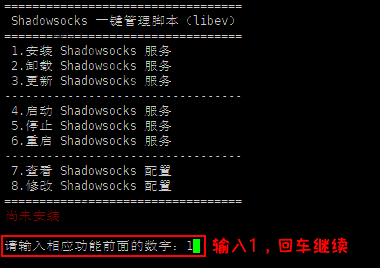 ==================================
Shadowsocks 一键管理脚本（libev）
==================================
1.安装 Shadowsocks 服务
2.卸载 Shadowsocks 服务
3.更新 Shadowsocks 服务
----------------------------------
4.启动 Shadowsocks 服务
5.停止 Shadowsocks 服务
6.重启 Shadowsocks 服务
----------------------------------
7.查看 Shadowsocks 配置
8.修改 Shadowsocks 配置
==================================
尚未安装
请输入相应功能前面的数字：1
输入1，回车继续